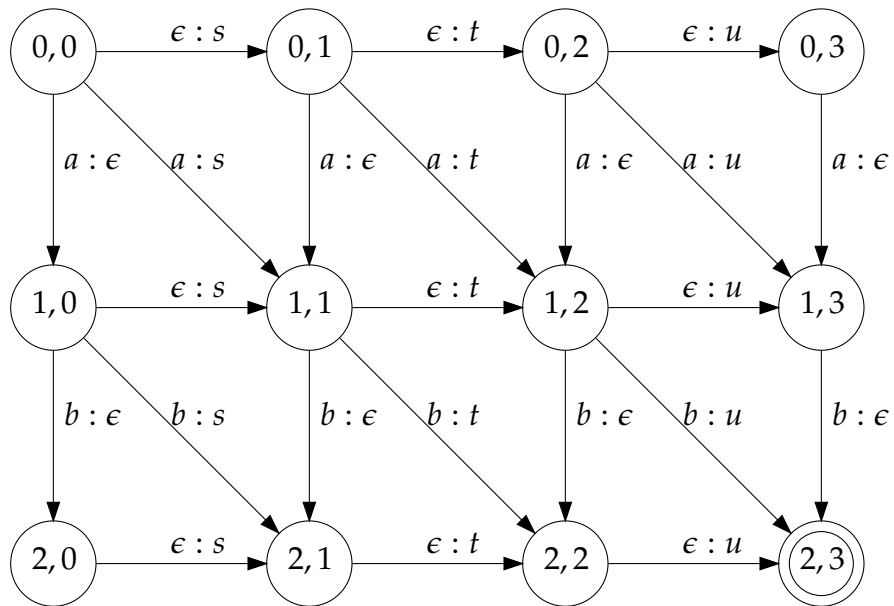 0, 0 ϵ : s 0, 1 ϵ : t 0, 2 ϵ : u 0, 3
a : ϵ a : s a : ϵ a : t a : ϵ a : u a : ϵ
1, 0 ϵ : s 1, 1 ϵ : t 1, 2 ϵ : u 1, 3
b : ϵ b : s b : ϵ b : t b : ϵ b : u b : ϵ
2, 0 ϵ : s 2, 1 ϵ : t 2, 2 ϵ : u 2, 3